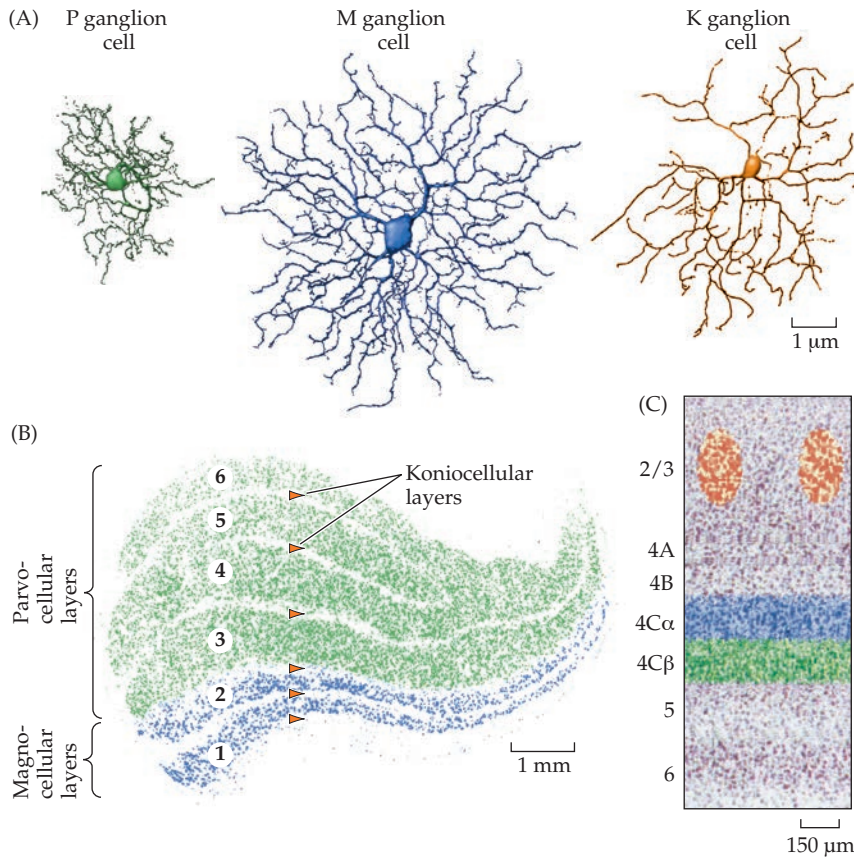 (A)
P ganglion
cell
M ganglion
cell
K ganglion
cell
1 µm
(B)
Koniocellular
layers
Parvo-
cellular
layers
Magno-
cellular
layers
6
5
4
3
2
1
1 mm
(C)
2/3
4A
4B
4Cα
4Cβ
5
6
150 µm